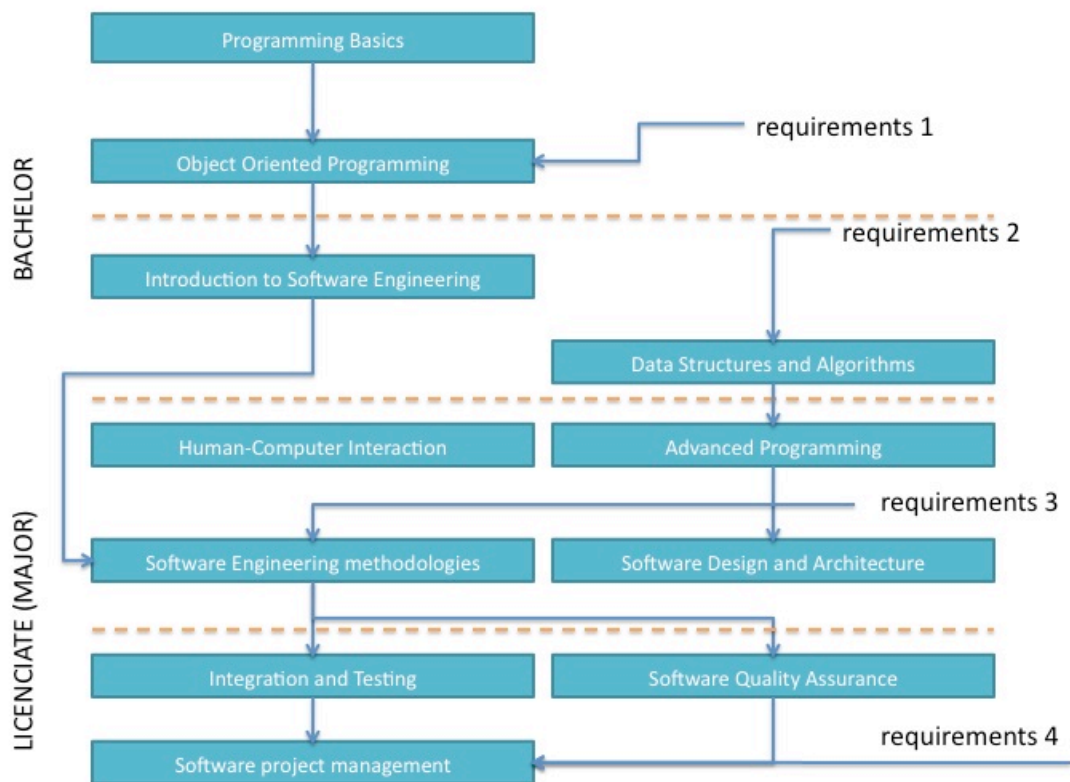 Programming Basics
requirements 1
Object Oriented Programming
BACHELOR
requirements 2
Introduction to Software Engineering
Data Structures and Algorithms
Human-Computer Interaction
Advanced Programming
requirements 3
LICENCIATE (MAJOR)
Software Engineering methodologies
Software Design and Architecture
Integration and Testing
Software Quality Assurance
requirements 4
Software project management